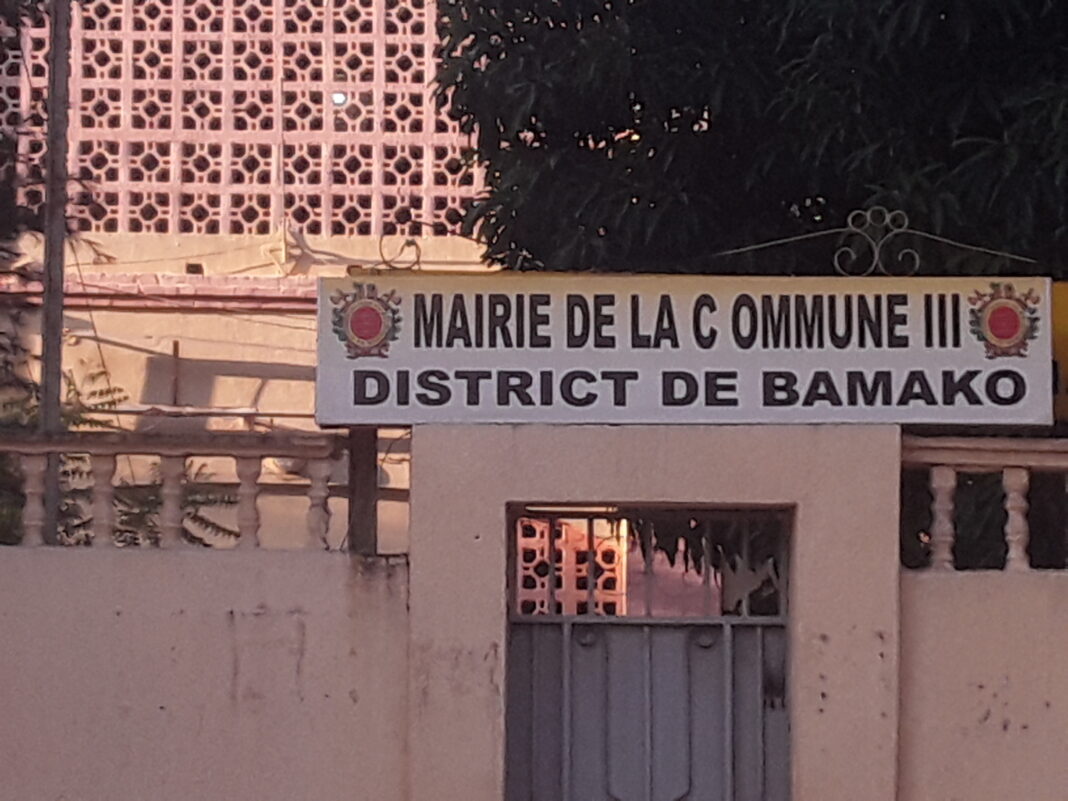 MAIRIE DE LA C OMMUNE III
DISTRICT DE BAMAKO